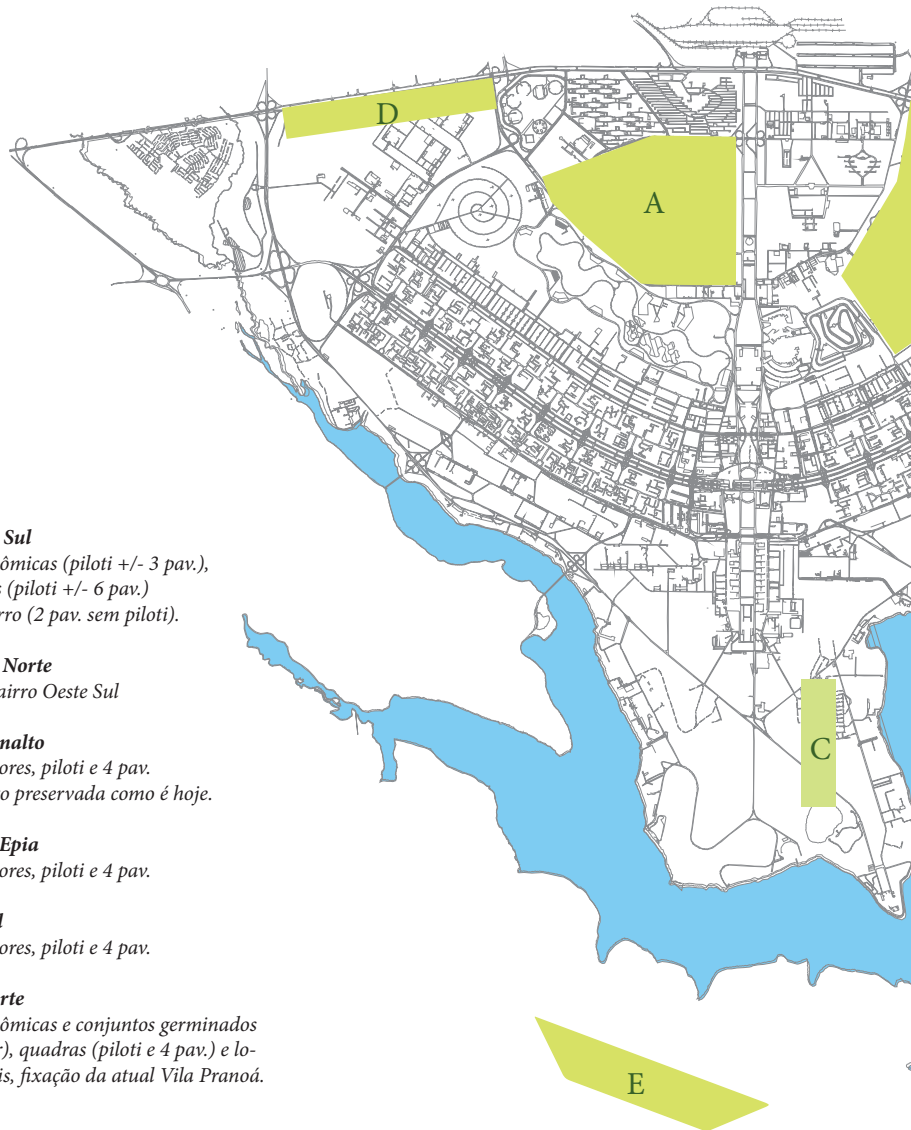 D
A
C
E
Sul
ômicas (piloti +/- 3 pav.),
s (piloti +/- 6 pav.)
rro (2 pav. sem piloti).
Norte
airro Oeste Sul
nalto
ores, piloti e 4 pav.
o preservada como é hoje.
Epia
ores, piloti e 4 pav.
l
ores, piloti e 4 pav.
rte
ômicas e conjuntos germinados
r), quadras (piloti e 4 pav.) e lo-
is, fixação da atual Vila Pranoá.